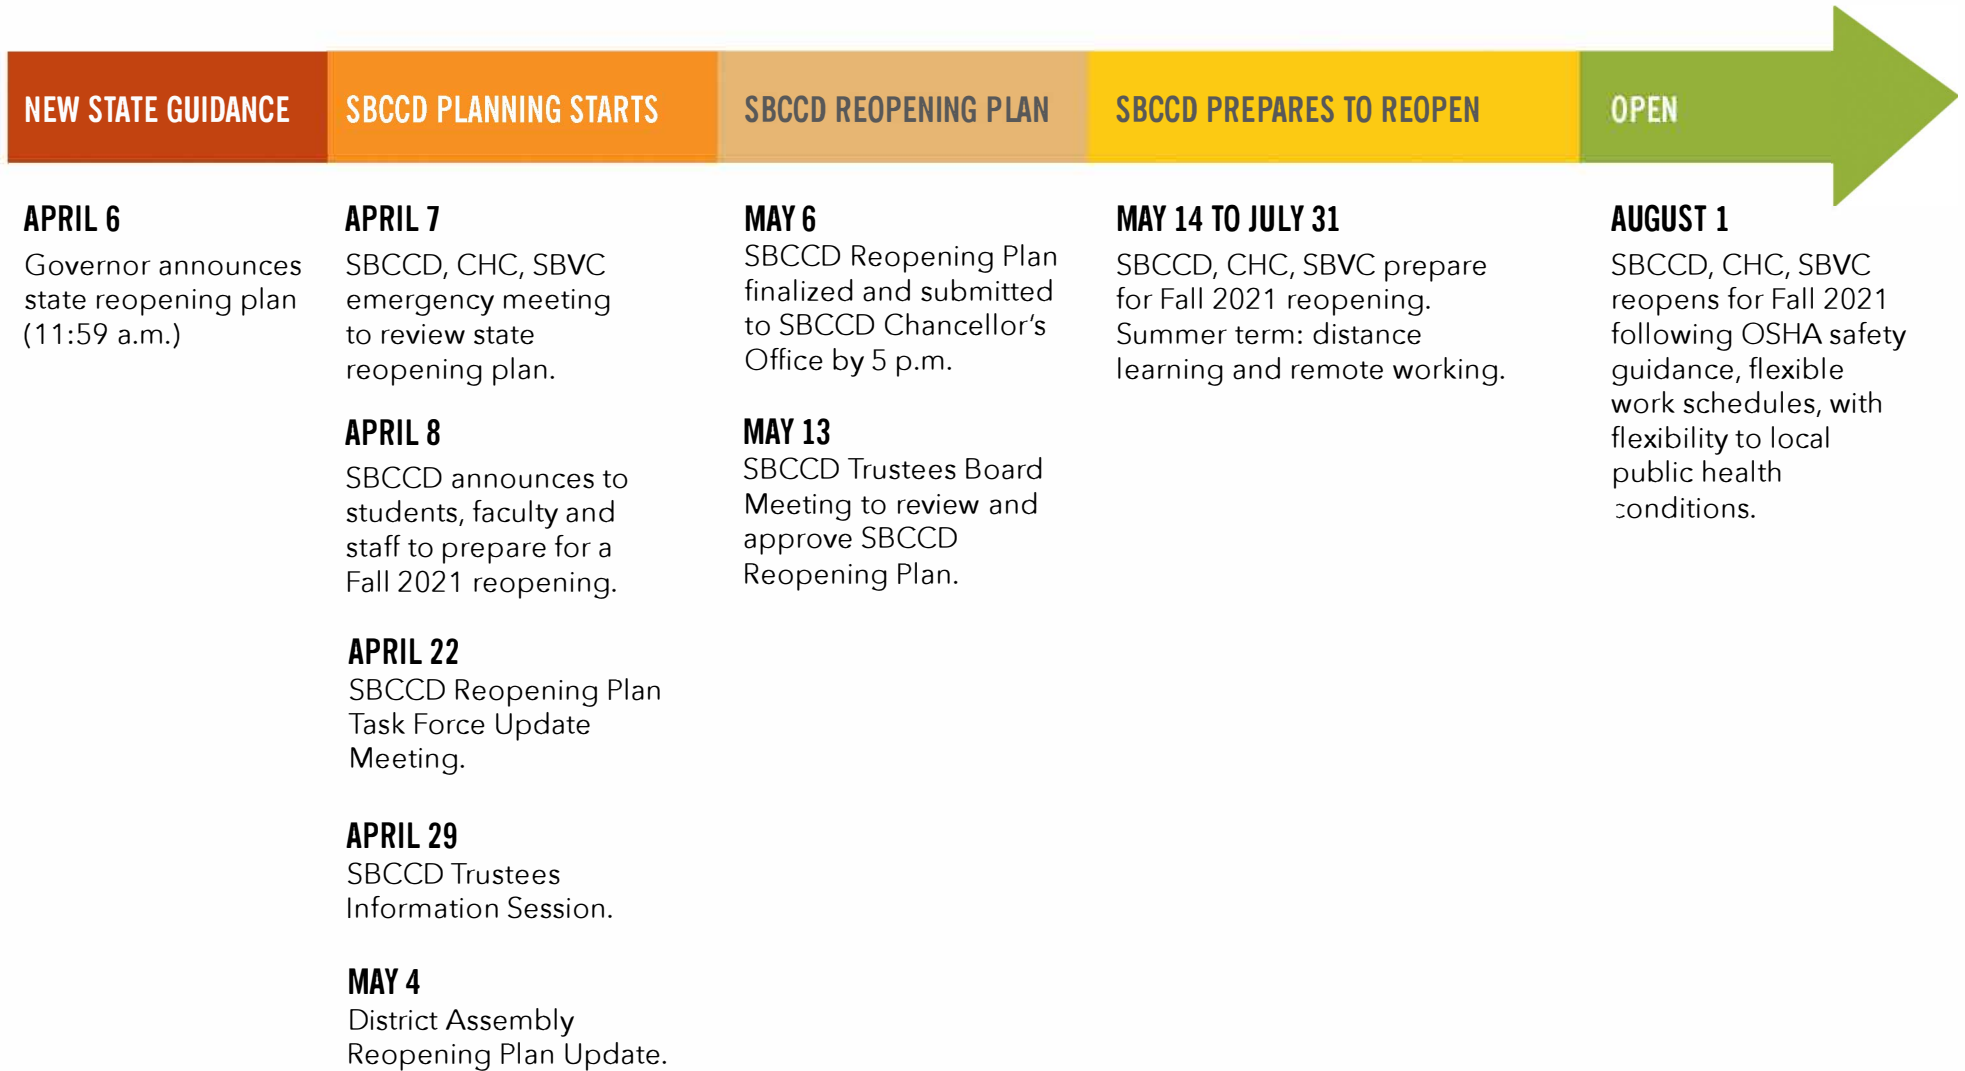 NEW STATE GUIDANCE
SBCCD PLANNING STARTS
SBCCD REOPENING PLAN
SBCCD PREPARES TO REOPEN
OPEN
APRIL 6
Governor announces
state reopening plan
(11:59 a.m.)
APRIL 7
SBCCD, CHC, SBVC
emergency meeting
to review state
reopening plan.
APRIL 8
SBCCD announces to
students, faculty and
staff to prepare for a
Fall 2021 reopening.
APRIL 22
SBCCD Reopening Plan
Task Force Update
Meeting.
APRIL 29
SBCCD Trustees
Information Session.
MAY 4
District Assembly
Reopening Plan Update.
MAY 6
SBCCD Reopening Plan
finalized and submitted
to SBCCD Chancellor's
Office by 5 p.m.
MAY 13
SBCCD Trustees Board
Meeting to review and
approve SBCCD
Reopening Plan.
MAY 14 TO JULY 31
SBCCD, CHC, SBVC prepare
for Fall 2021 reopening.
Summer term: distance
learning and remote working.
AUGUST 1
SBCCD, CHC, SBVC
reopens for Fall 2021
following OSHA safety
guidance, flexible
work schedules, with
flexibility to local
public health
conditions.